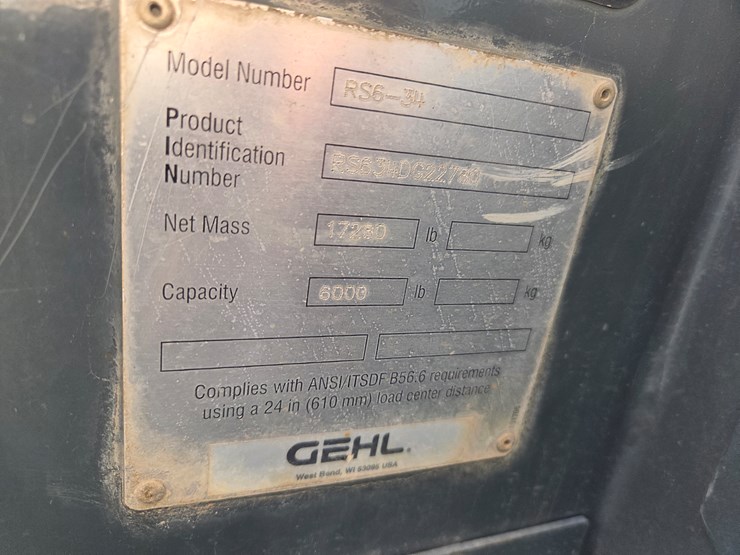 Model Number RS6-34
Product
Identification
Number
Net Mass lb kg
Capacity 6000 lb kg
Complies with ANSI/ITSDF B56.6 requirements
using a 24 in (610 mm) load center distance.
GEHL.
West Bend, WI 53095 USA